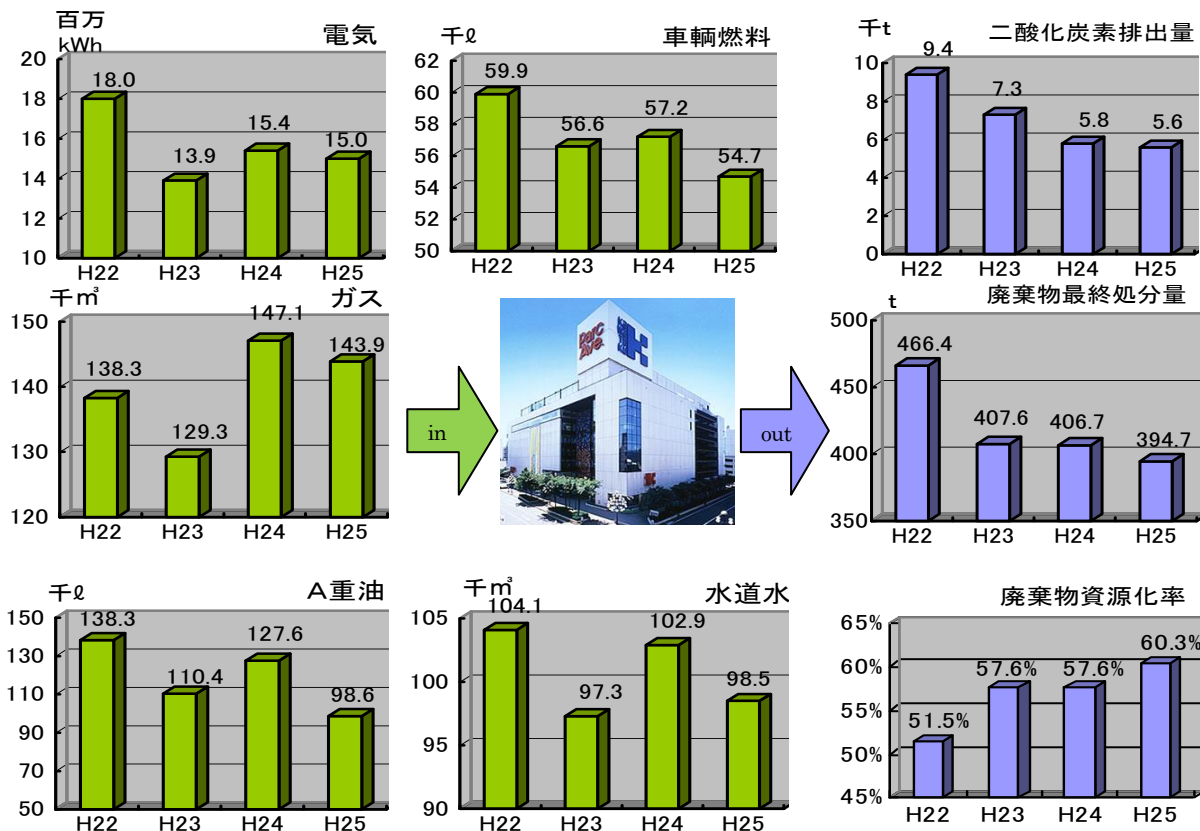 百万
kWh
電気
20
18
16
14
12
10
18.0
13.9
15.4
15.0
H22
H23
H24
H25
千ℓ
車輌燃料
62
60
58
56
54
52
50
59.9
56.6
57.2
54.7
H22
H23
H24
H25
千t
二酸化炭素排出量
10
8
6
4
2
0
9.4
7.3
5.8
5.6
H22
H23
H24
H25
千㎥
ガス
150
140
130
120
138.3
129.3
147.1
143.9
H22
H23
H24
H25
in
Parc
Ave.
out
t
廃棄物最終処分量
500
450
400
350
466.4
407.6
406.7
394.7
H22
H23
H24
H25
千ℓ
A重油
150
130
110
90
70
50
138.3
110.4
127.6
98.6
H22
H23
H24
H25
千㎥
水道水
105
100
95
90
104.1
97.3
102.9
98.5
H22
H23
H24
H25
廃棄物資源化率
65%
60%
55%
50%
45%
51.5%
57.6%
57.6%
60.3%
H22
H23
H24
H25